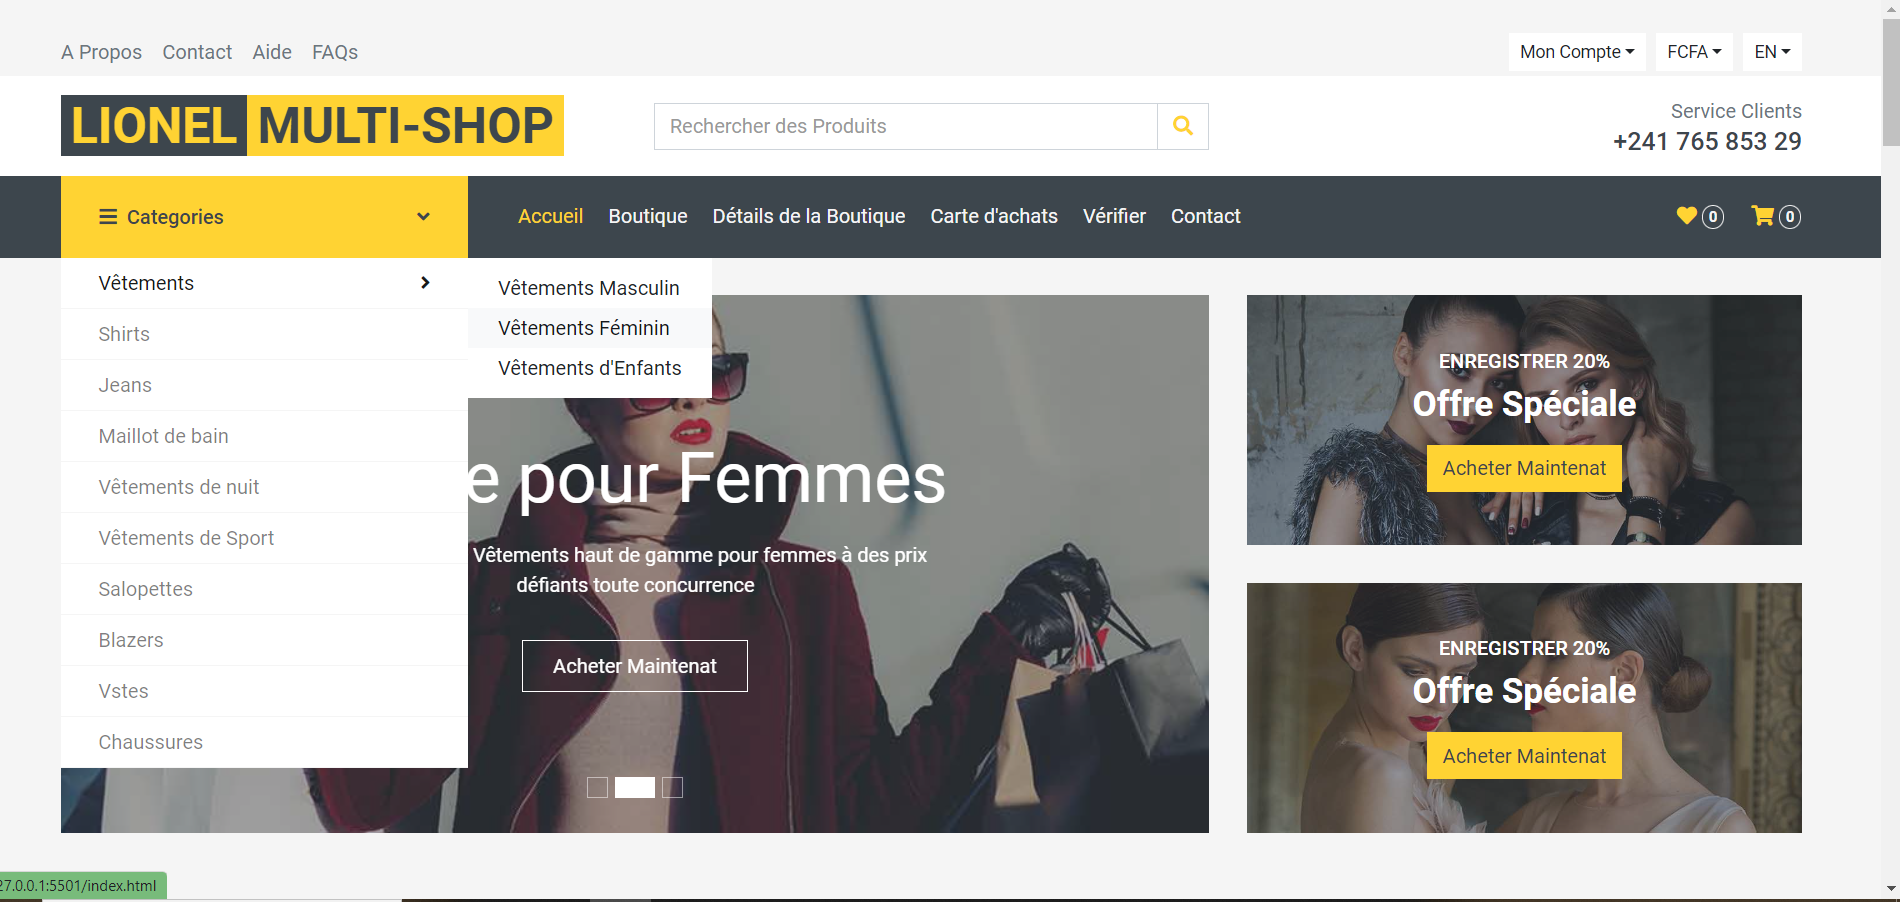 A Propos Contact Aide FAQs Mon Compte FCFA EN
LIONEL MULTI-SHOP
Rechercher des Produits
Service Clients
+241 765 853 29
Categories
Accueil Boutique Détails de la Boutique Carte d'achats Vérifier Contact 0 0
Vêtements
Shirts
Jeans
Maillot de bain
Vêtements de nuit
Vêtements de Sport
Salopettes
Blazers
Vstes
Chaussures
Vêtements Masculin
Vêtements Féminin
Vêtements d'Enfants
e pour Femmes
Vêtements haut de gamme pour femmes à des prix
défiants toute concurrence
Acheter Maintenat
ENREGISTRER 20%
Offre Spéciale
Acheter Maintenat
ENREGISTRER 20%
Offre Spéciale
Acheter Maintenat
27.0.0.1:5501/index.html